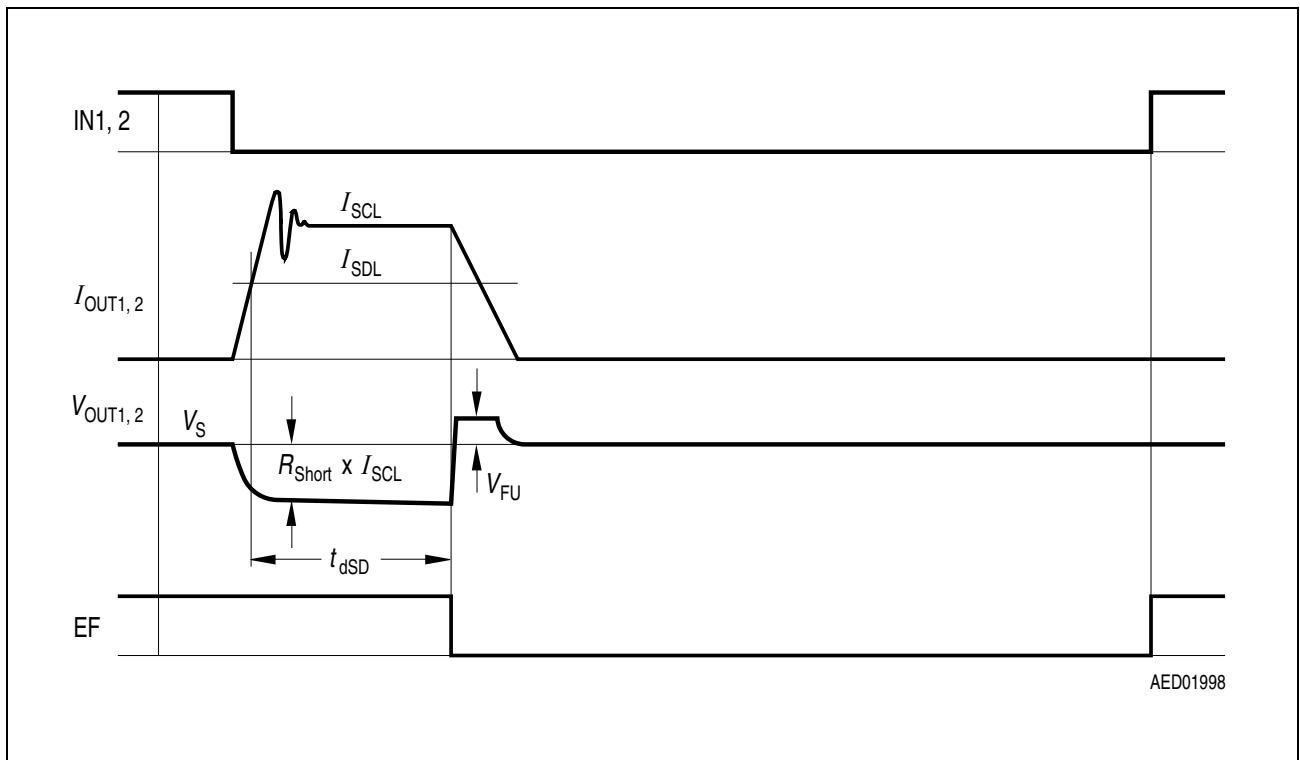 IN1, 2
I_SCL
I_SDL
I_OUT1, 2
V_OUT1, 2
V_S
R_Short x I_SCL
V_FU
t_dSD
EF
AED01998